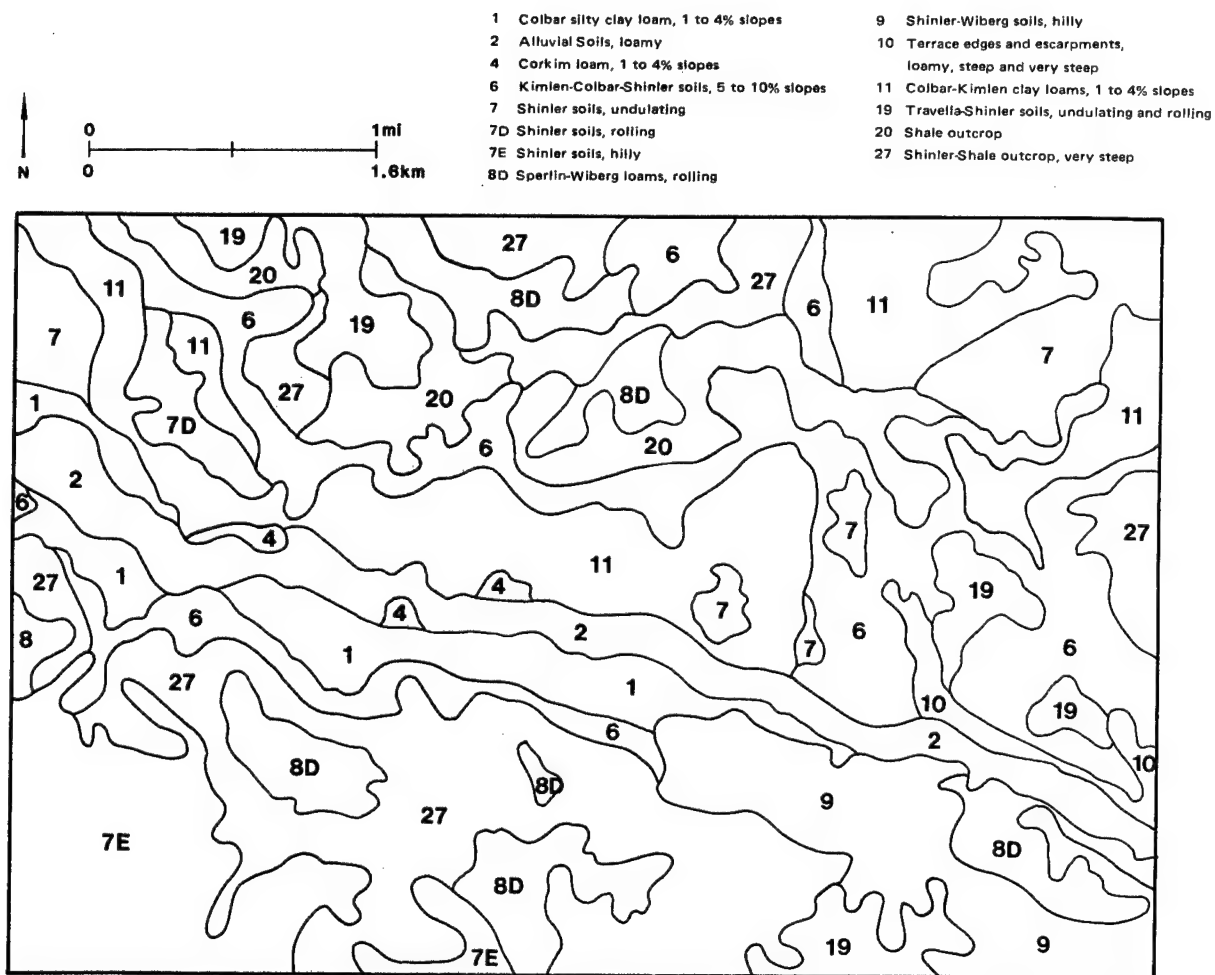 1 Colbar silty clay loam, 1 to 4% slopes
2 Alluvial Soils, loamy
4 Corkim loam, 1 to 4% slopes
6 Kimlen-Colbar-Shinler soils, 5 to 10% slopes
7 Shinler soils, undulating
7D Shinler soils, rolling
7E Shinler soils, hilly
8D Sperlin-Wiberg loams, rolling
9 Shinler-Wiberg soils, hilly
10 Terrace edges and escarpments,
loamy, steep and very steep
11 Colbar-Kimlen clay loams, 1 to 4% slopes
19 Travella-Shinler soils, undulating and rolling
20 Shale outcrop
27 Shinler-Shale outcrop, very steep
0 1mi
0 1.6km
N
19 27 6
20 27
11 8D 6 11
6
7 11 19 7
27 20 8D
1 7D 11
6 20
2
6 27
4 7
11
27 1 4 19
6 4 7
8 2 6
1 7 6
27 1
10 19
6 2
8D 10
8D
27 9
7E
8D 8D
19 9
7E